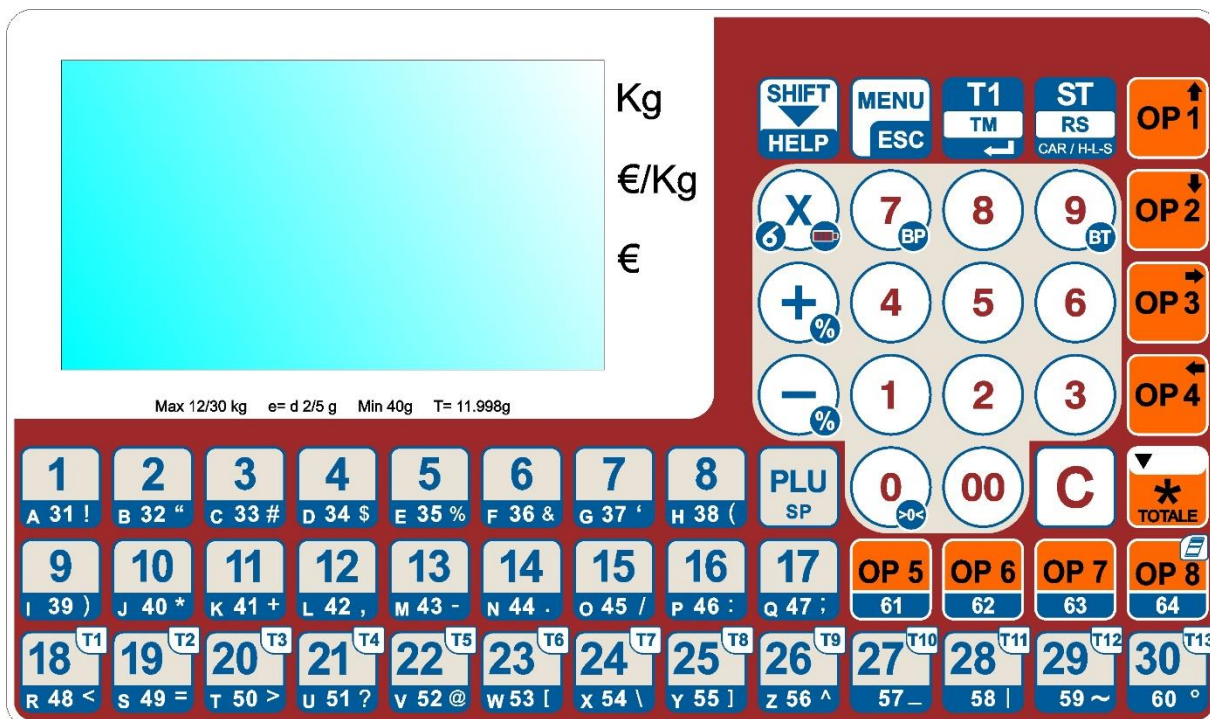 Kg
€/Kg
€
Max 12/30 kg e= d 2/5 g Min 40g T= 11.998g
SHIFT HELP
MENU ESC
T1 TM
ST RS CAR / H-L-S
OP 1
X
7 BP
8
9 BT
OP 2
+ %
4
5
6
OP 3
- %
1
2
3
OP 4
1 A 31 !
2 B 32 “
3 C 33 #
4 D 34 $
5 E 35 %
6 F 36 &
7 G 37 ‘
8 H 38 (
PLU SP
0 >0<
00
C
* TOTALE
9 I 39 )
10 J 40 *
11 K 41 +
12 L 42 ,
13 M 43 -
14 N 44 .
15 O 45 /
16 P 46 :
17 Q 47 ;
OP 5 61
OP 6 62
OP 7 63
OP 8 64
18 T1 R 48 <
19 T2 S 49 =
20 T3 T 50 >
21 T4 U 51 ?
22 T5 V 52 @
23 T6 W 53 [
24 T7 X 54 \
25 T8 Y 55 ]
26 T9 Z 56 ^
27 T10 57 _
28 T11 58 |
29 T12 59 ~
30 T13 60 °